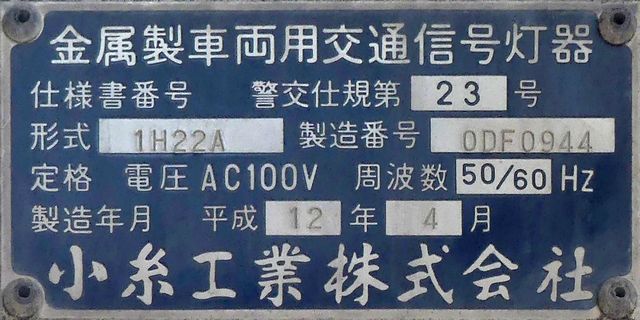 金属製車両用交通信号灯器
仕様書番号 警交仕規第 23 号
形式 1H22A 製造番号 0DF0944
定格 電圧 AC100V 周波数 50/60 Hz
製造年月 平成 12 年 4 月
小糸工業株式会社